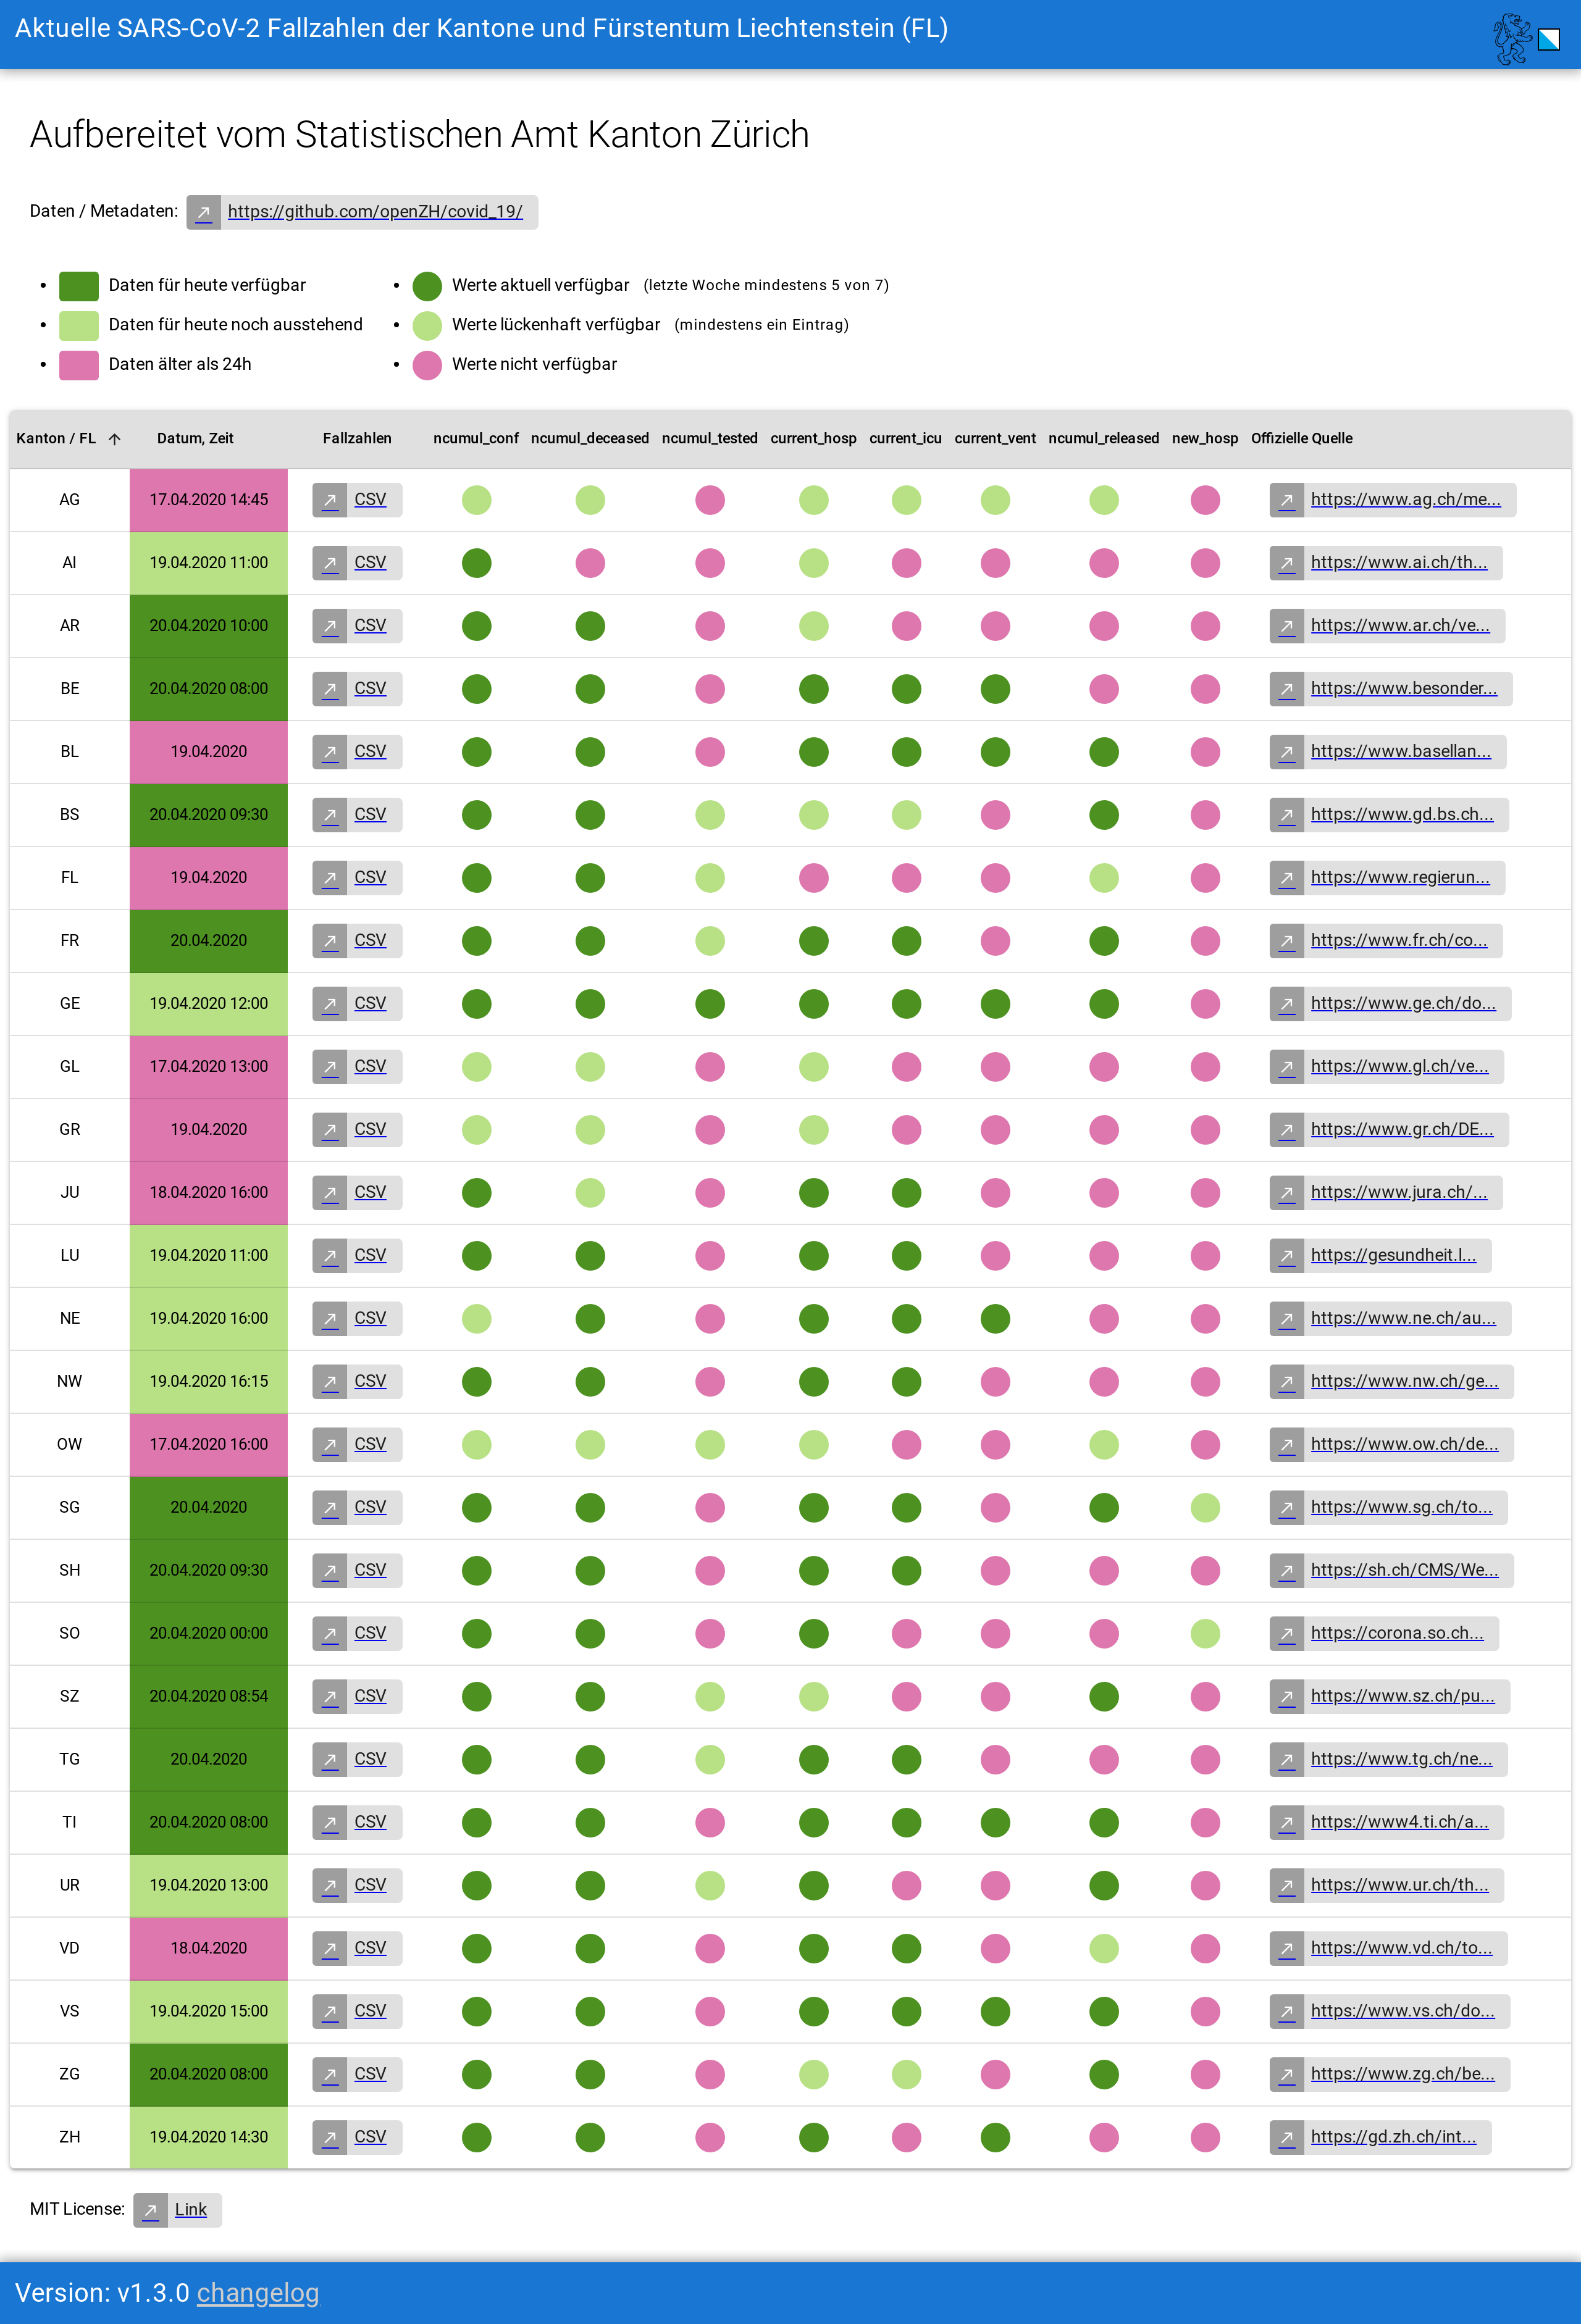 Aktuelle SARS-CoV-2 Fallzahlen der Kantone und Fürstentum Liechtenstein (FL)
Aufbereitet vom Statistischen Amt Kanton Zürich
Daten / Metadaten: https://github.com/openZH/covid_19/
Daten für heute verfügbar
Daten für heute noch ausstehend
Daten älter als 24h
Werte aktuell verfügbar (letzte Woche mindestens 5 von 7)
Werte lückenhaft verfügbar (mindestens ein Eintrag)
Werte nicht verfügbar
Kanton / FL Datum, Zeit Fallzahlen ncumul_conf ncumul_deceased ncumul_tested current_hosp current_icu current_vent ncumul_released new_hosp Offizielle Quelle
AG 17.04.2020 14:45 CSV https://www.ag.ch/me...
AI 19.04.2020 11:00 CSV https://www.ai.ch/th...
AR 20.04.2020 10:00 CSV https://www.ar.ch/ve...
BE 20.04.2020 08:00 CSV https://www.besonder...
BL 19.04.2020 CSV https://www.basellan...
BS 20.04.2020 09:30 CSV https://www.gd.bs.ch...
FL 19.04.2020 CSV https://www.regierun...
FR 20.04.2020 CSV https://www.fr.ch/co...
GE 19.04.2020 12:00 CSV https://www.ge.ch/do...
GL 17.04.2020 13:00 CSV https://www.gl.ch/ve...
GR 19.04.2020 CSV https://www.gr.ch/DE...
JU 18.04.2020 16:00 CSV https://www.jura.ch/...
LU 19.04.2020 11:00 CSV https://gesundheit.l...
NE 19.04.2020 16:00 CSV https://www.ne.ch/au...
NW 19.04.2020 16:15 CSV https://www.nw.ch/ge...
OW 17.04.2020 16:00 CSV https://www.ow.ch/de...
SG 20.04.2020 CSV https://www.sg.ch/to...
SH 20.04.2020 09:30 CSV https://sh.ch/CMS/We...
SO 20.04.2020 00:00 CSV https://corona.so.ch...
SZ 20.04.2020 08:54 CSV https://www.sz.ch/pu...
TG 20.04.2020 CSV https://www.tg.ch/ne...
TI 20.04.2020 08:00 CSV https://www4.ti.ch/a...
UR 19.04.2020 13:00 CSV https://www.ur.ch/th...
VD 18.04.2020 CSV https://www.vd.ch/to...
VS 19.04.2020 15:00 CSV https://www.vs.ch/do...
ZG 20.04.2020 08:00 CSV https://www.zg.ch/be...
ZH 19.04.2020 14:30 CSV https://gd.zh.ch/int...
MIT License: Link
Version: v1.3.0 changelog